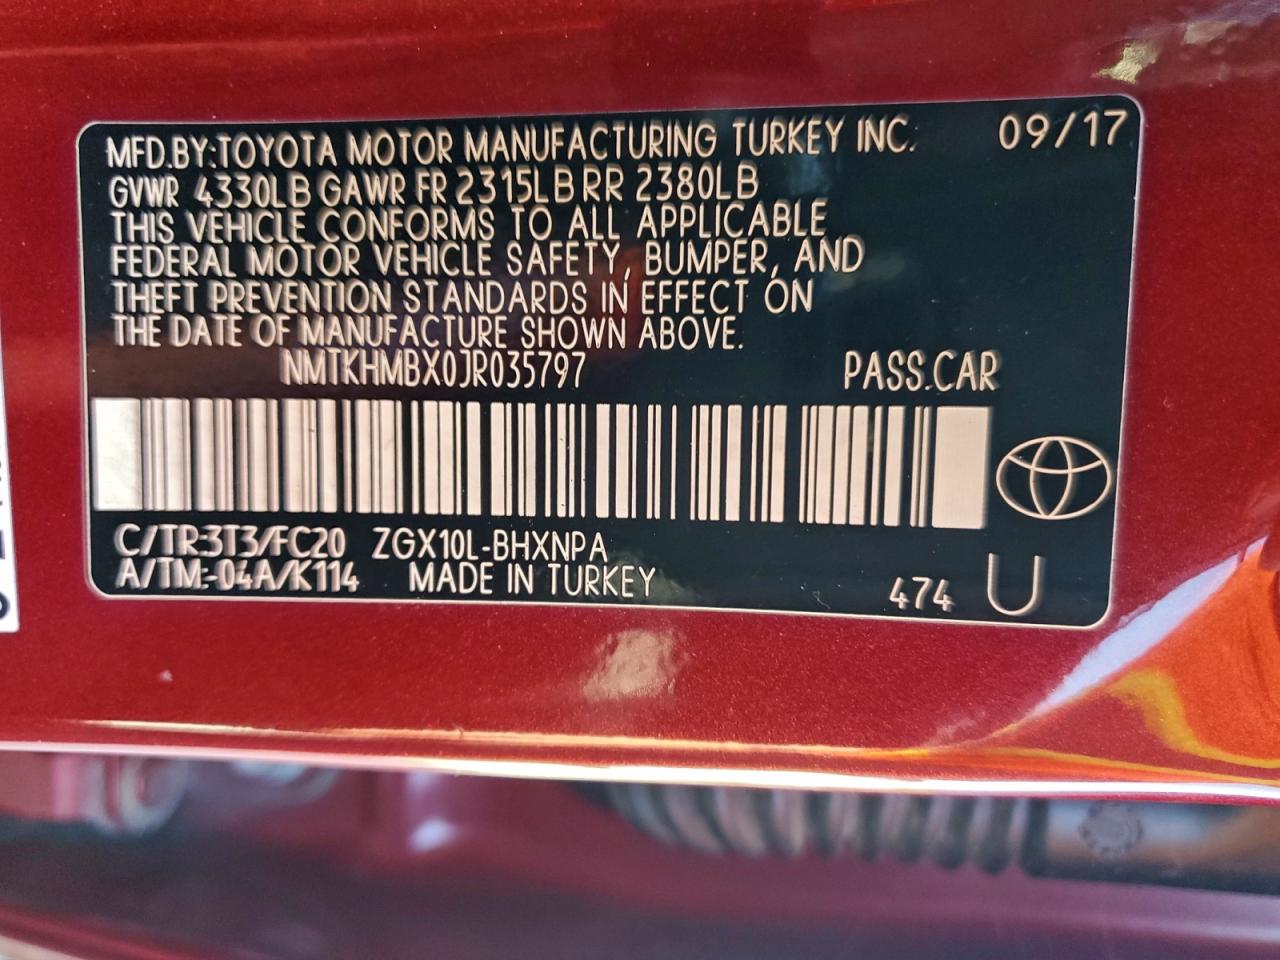 MFD.BY:TOYOTA MOTOR MANUFACTURING TURKEY INC. 09/17
GVWR 4330LB GAWR FR 2315LB RR 2380LB
THIS VEHICLE CONFORMS TO ALL APPLICABLE
FEDERAL MOTOR VEHICLE SAFETY, BUMPER, AND
THEFT PREVENTION STANDARDS IN EFFECT ON
THE DATE OF MANUFACTURE SHOWN ABOVE.
NMTKHMBX0JR035797 PASS.CAR
C/TR:3T3/FC20 ZGX10L-BHXNPA
A/TM:-04A/K114 MADE IN TURKEY 474 U